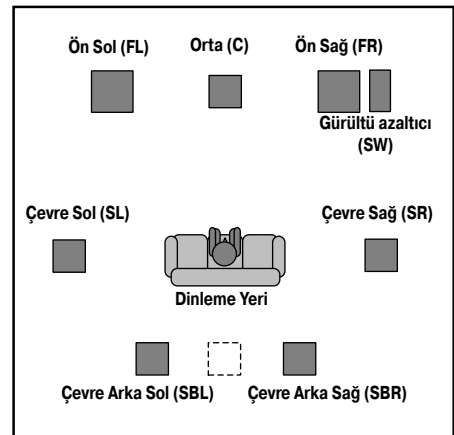 Ön Sol (FL)
Orta (C)
Ön Sağ (FR)
Gürültü azaltıcı
(SW)
Çevre Sol (SL)
Çevre Sağ (SR)
Dinleme Yeri
Çevre Arka Sol (SBL)
Çevre Arka Sağ (SBR)